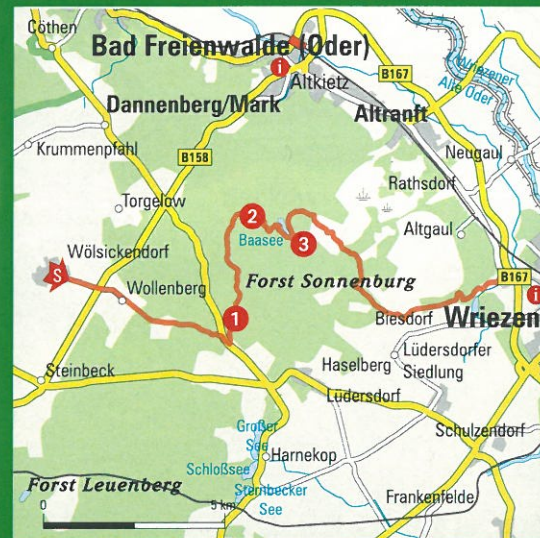 Cöthen
Bad Freienwalde (Oder)
i
Altkietz
B167
Wriezener
Alte Oder
Dannenberg/Mark
Altranft
Krummenpfahl
B158
Neugaul
Rathsdorf
Torgelow
2
Baasee
3
Altgaul
Wölsickendorf
S
Wollenberg
Forst Sonnenburg
B167
i
1
Biesdorf
Wriezen
Steinbeck
Haselberg
Lüdersdorfer
Siedlung
Lüdersdorf
Großer
See
Schulzendorf
Harnekop
Schloßsee
Forst Leuenberg
Sternbecker
See
Frankenfelde
0
5 km